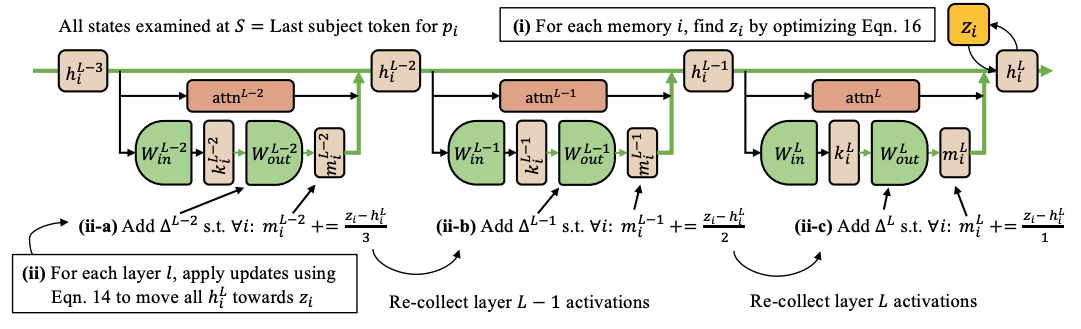 All states examined at S = Last subject token for p_i
(i) For each memory i, find z_i by optimizing Eqn. 16
z_i
h_i^{L-3}
h_i^{L-2}
h_i^{L-1}
h_i^L
attn^{L-2}
attn^{L-1}
attn^L
W_{in}^{L-2} k_i^{L-2} W_{out}^{L-2} m_i^{L-2}
W_{in}^{L-1} k_i^{L-1} W_{out}^{L-1} m_i^{L-1}
W_{in}^L k_i^L W_{out}^L m_i^L
(ii-a) Add Δ^{L-2} s.t. ∀i: m_i^{L-2} += \frac{z_i - h_i^L}{3}
(ii-b) Add Δ^{L-1} s.t. ∀i: m_i^{L-1} += \frac{z_i - h_i^L}{2}
(ii-c) Add Δ^L s.t. ∀i: m_i^L += \frac{z_i - h_i^L}{1}
(ii) For each layer l, apply updates using
Eqn. 14 to move all h_i^L towards z_i
Re-collect layer L − 1 activations
Re-collect layer L activations